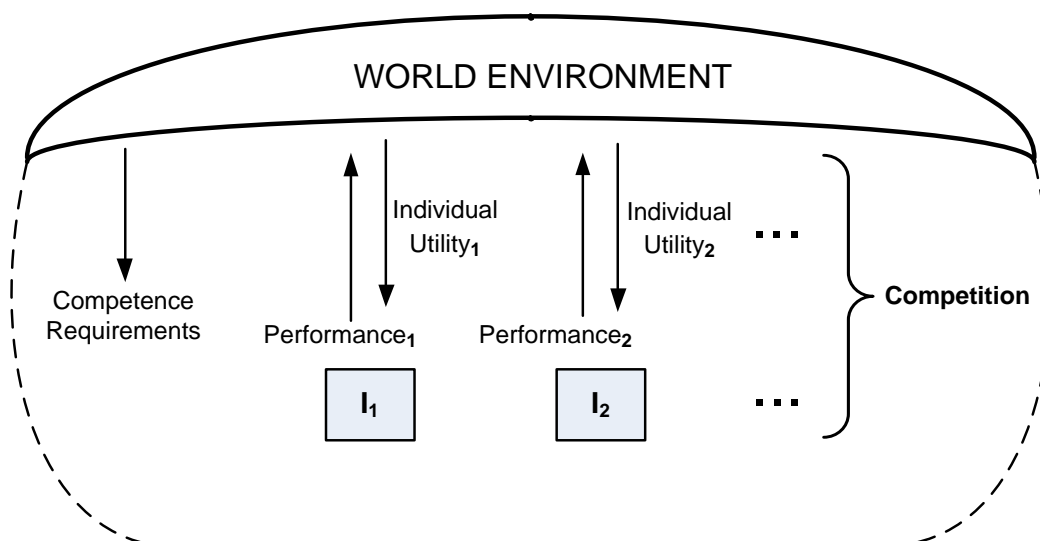 WORLD ENVIRONMENT
Individual
Utility₁
Individual
Utility₂
...
Competence
Requirements
Competition
Performance₁
Performance₂
I₁
I₂
...